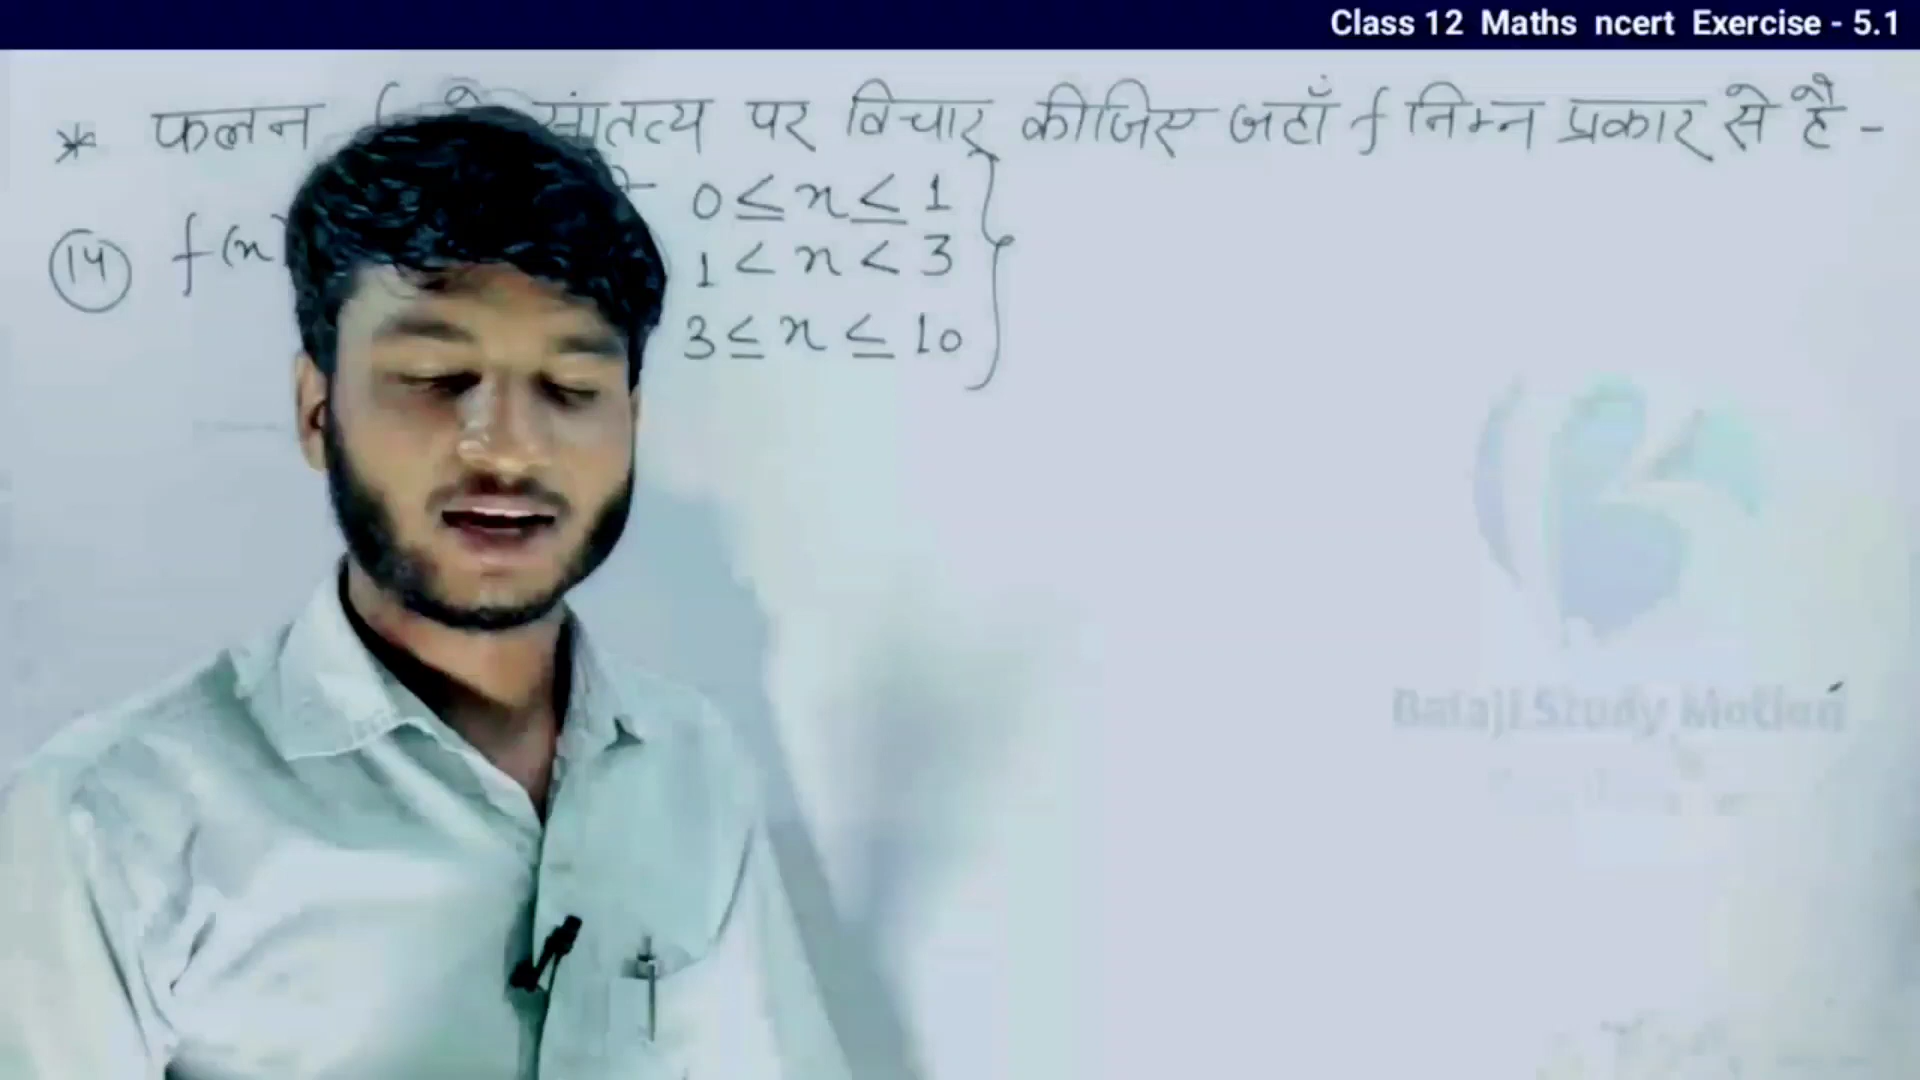 Class 12 Maths ncert Exercise - 5.1
* फलन सांतत्य पर विचार कीजिए जहाँ f निम्न प्रकार से है -
0 ≤ x ≤ 1
(14) f(x) 1 < x < 3
3 ≤ x ≤ 10
Balaji Study Motion